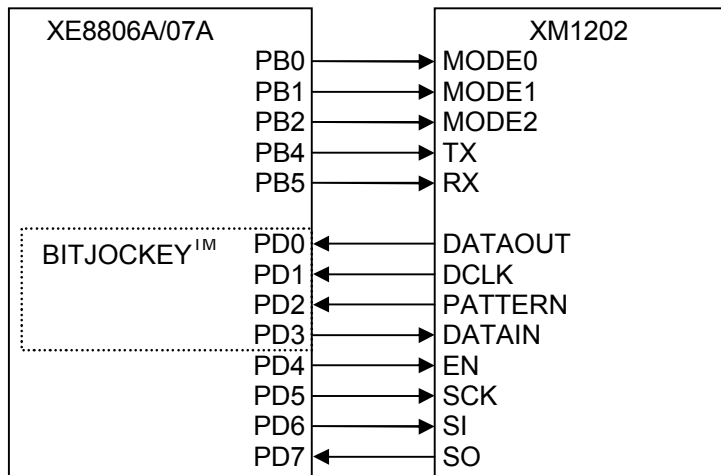 XE8806A/07A XM1202
PB0 MODE0
PB1 MODE1
PB2 MODE2
PB4 TX
PB5 RX
BITJOCKEY™
PD0 DATAOUT
PD1 DCLK
PD2 PATTERN
PD3 DATAIN
PD4 EN
PD5 SCK
PD6 SI
PD7 SO